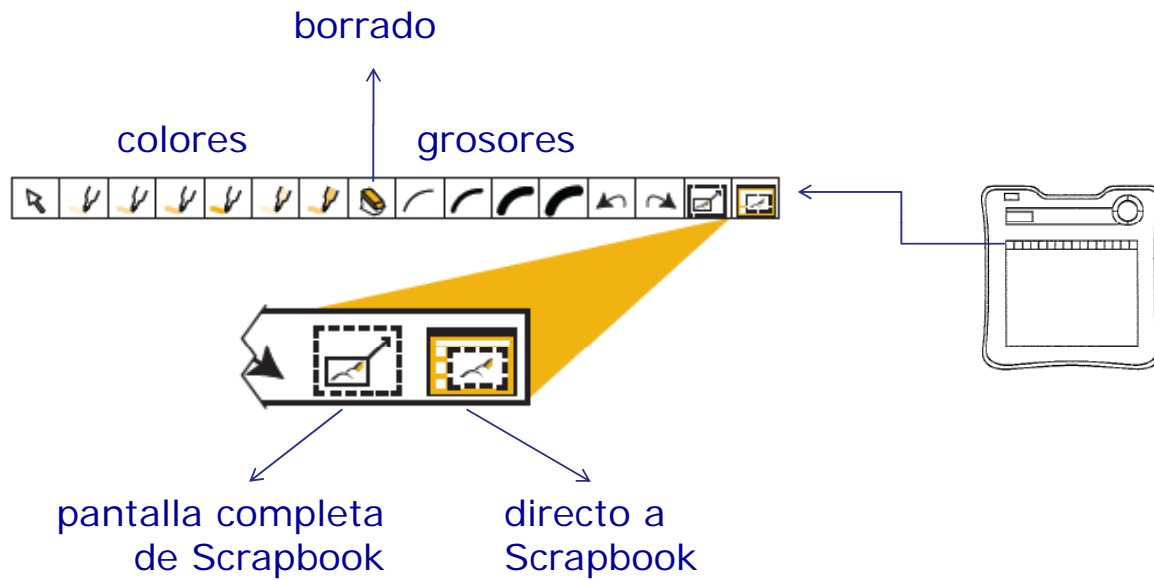 borrado
colores
grosores
pantalla completa
de Scrapbook
directo a
Scrapbook